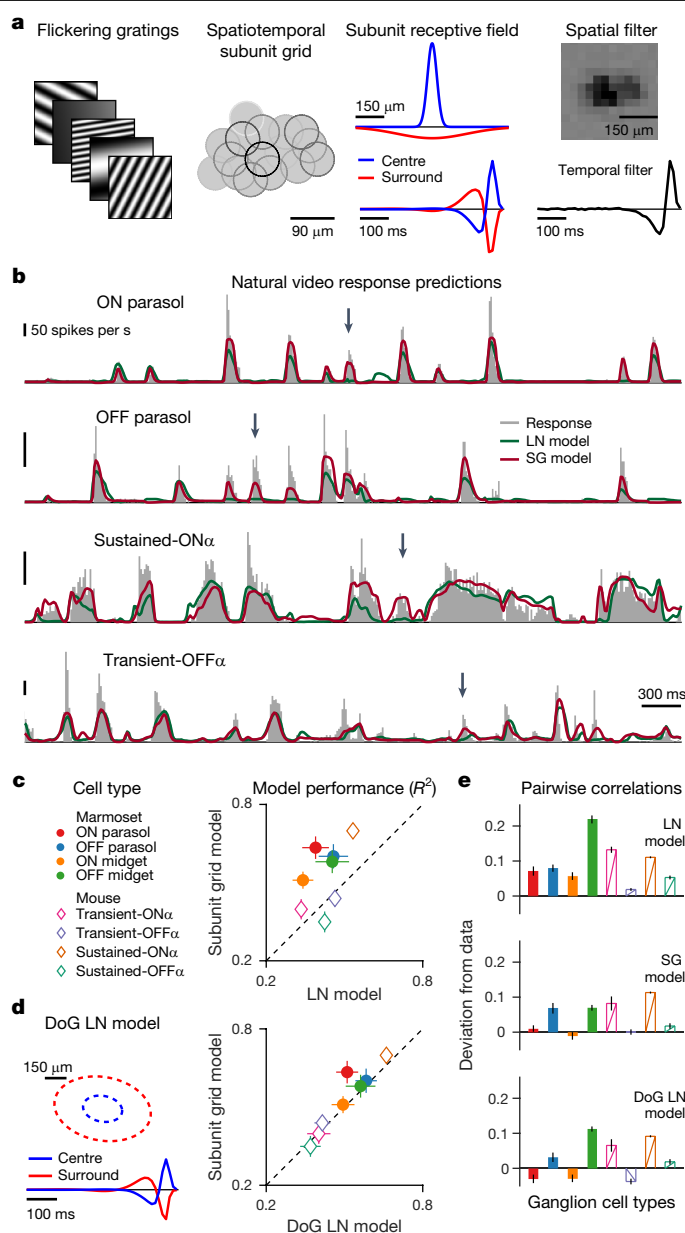 a
Flickering gratings
Spatiotemporal
subunit grid
Subunit receptive field
Spatial filter
150 μm
150 μm
Centre
Surround
Temporal filter
90 μm
100 ms
100 ms
b
Natural video response predictions
ON parasol
50 spikes per s
OFF parasol
Response
LN model
SG model
Sustained-ONα
Transient-OFFα
300 ms
c
Cell type
Marmoset
ON parasol
OFF parasol
ON midget
OFF midget
Mouse
Transient-ONα
Transient-OFFα
Sustained-ONα
Sustained-OFFα
Model performance (R²)
0.8
Subunit grid model
0.2
0.2
LN model
0.8
d
DoG LN model
150 μm
Centre
Surround
100 ms
0.8
Subunit grid model
0.2
0.2
DoG LN model
0.8
e
Pairwise correlations
LN
model
0.2
0.1
0
SG
model
0.2
0.1
0
Deviation from data
DoG LN
model
0.2
0.1
0
Ganglion cell types